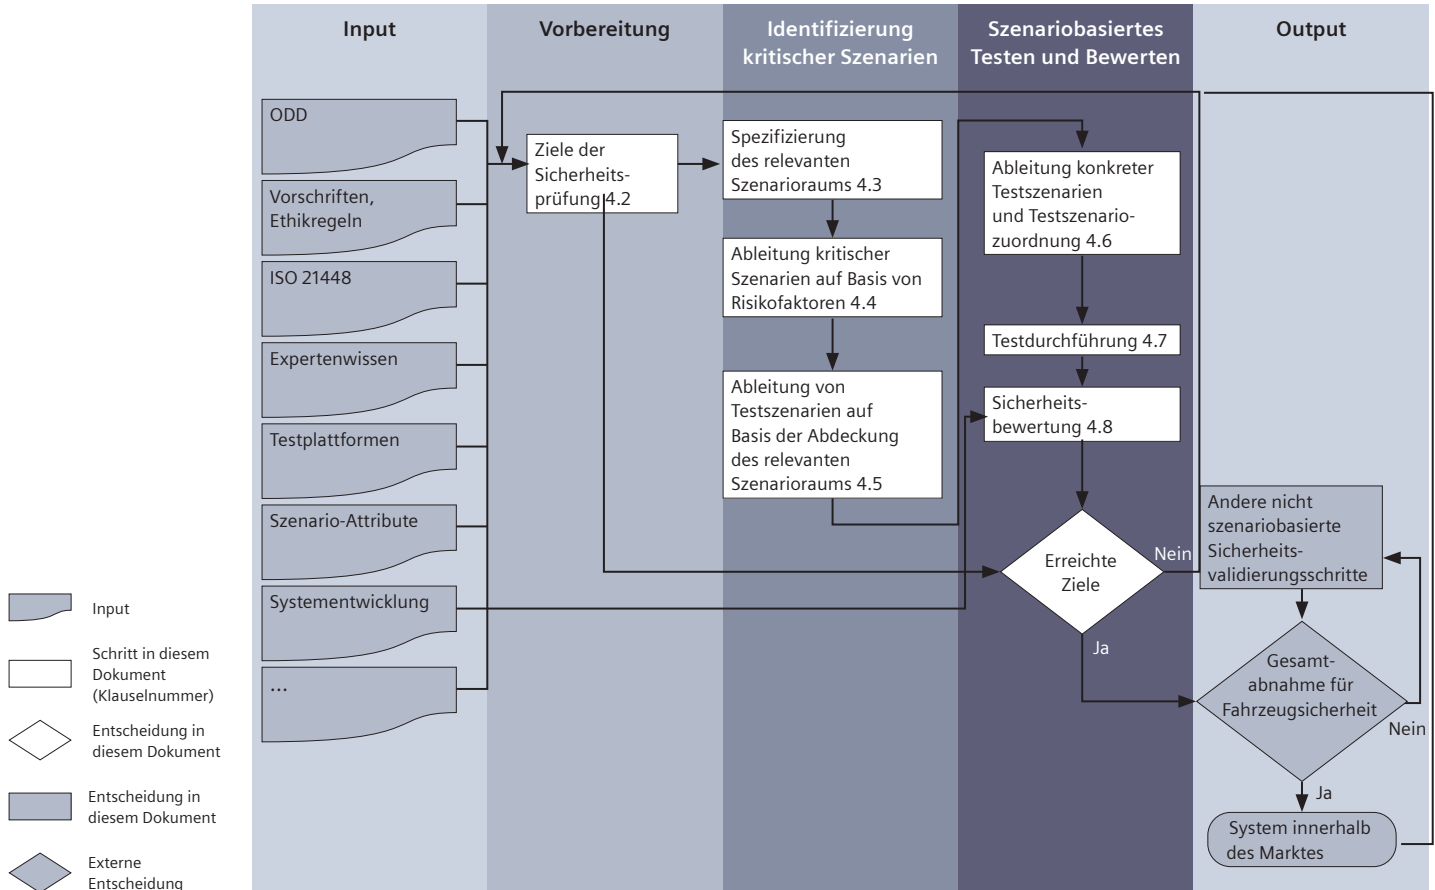 Input
Vorbereitung
Identifizierung
kritischer Szenarien
Szenariobasiertes
Testen und Bewerten
Output
ODD
Vorschriften,
Ethikregeln
ISO 21448
Expertenwissen
Testplattformen
Szenario-Attribute
Systementwicklung
...
Ziele der
Sicherheits-
prüfung 4.2
Spezifizierung
des relevanten
Szenarioraums 4.3
Ableitung kritischer
Szenarien auf Basis von
Risikofaktoren 4.4
Ableitung von
Testszenarien auf
Basis der Abdeckung
des relevanten
Szenarioraums 4.5
Ableitung konkreter
Testszenarien
und Testszenario-
zuordnung 4.6
Testdurchführung 4.7
Sicherheits-
bewertung 4.8
Erreichte
Ziele
Nein
Ja
Andere nicht
szenariobasierte
Sicherheits-
validierungsschritte
Gesamt-
abnahme für
Fahrzeugsicherheit
Nein
Ja
System innerhalb
des Marktes
Input
Schritt in diesem
Dokument
(Klauselnummer)
Entscheidung in
diesem Dokument
Entscheidung in
diesem Dokument
Externe
Entscheidung